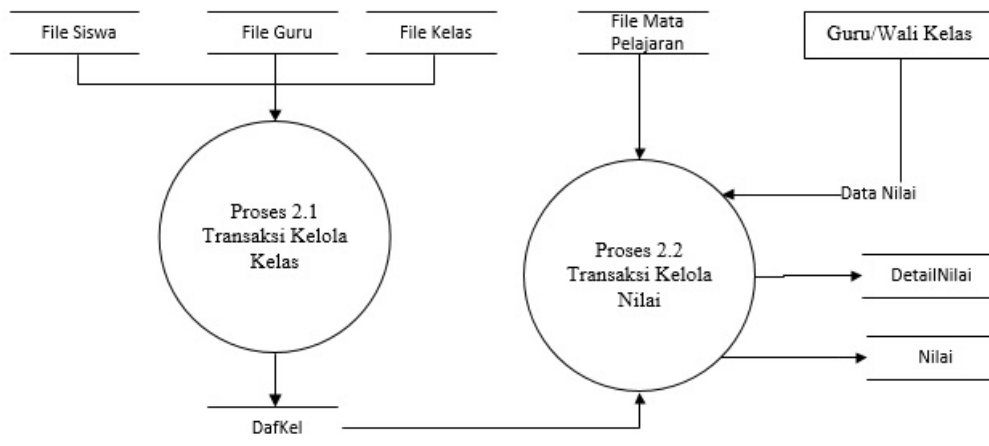 File Siswa
File Guru
File Kelas
File Mata
Pelajaran
Guru/Wali Kelas
Data Nilai
Proses 2.1
Transaksi Kelola
Kelas
Proses 2.2
Transaksi Kelola
Nilai
DetailNilai
Nilai
DafKel